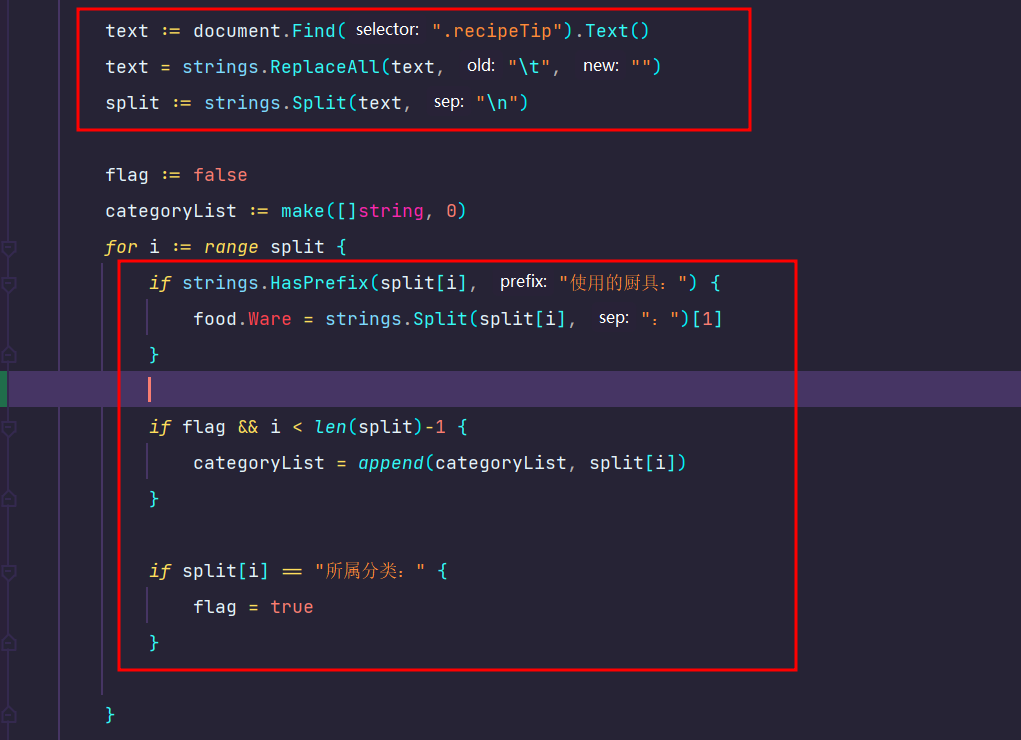 text := document.Find( selector: ".recipeTip").Text()
text = strings.ReplaceAll(text, old: "\t", new: "")
split := strings.Split(text, sep: "\n")
flag := false
categoryList := make([]string, 0)
for i := range split {
if strings.HasPrefix(split[i], prefix: "使用的厨具：") {
food.Ware = strings.Split(split[i], sep: "：")[1]
}
if flag && i < len(split)-1 {
categoryList = append(categoryList, split[i])
}
if split[i] == "所属分类：" {
flag = true
}
}